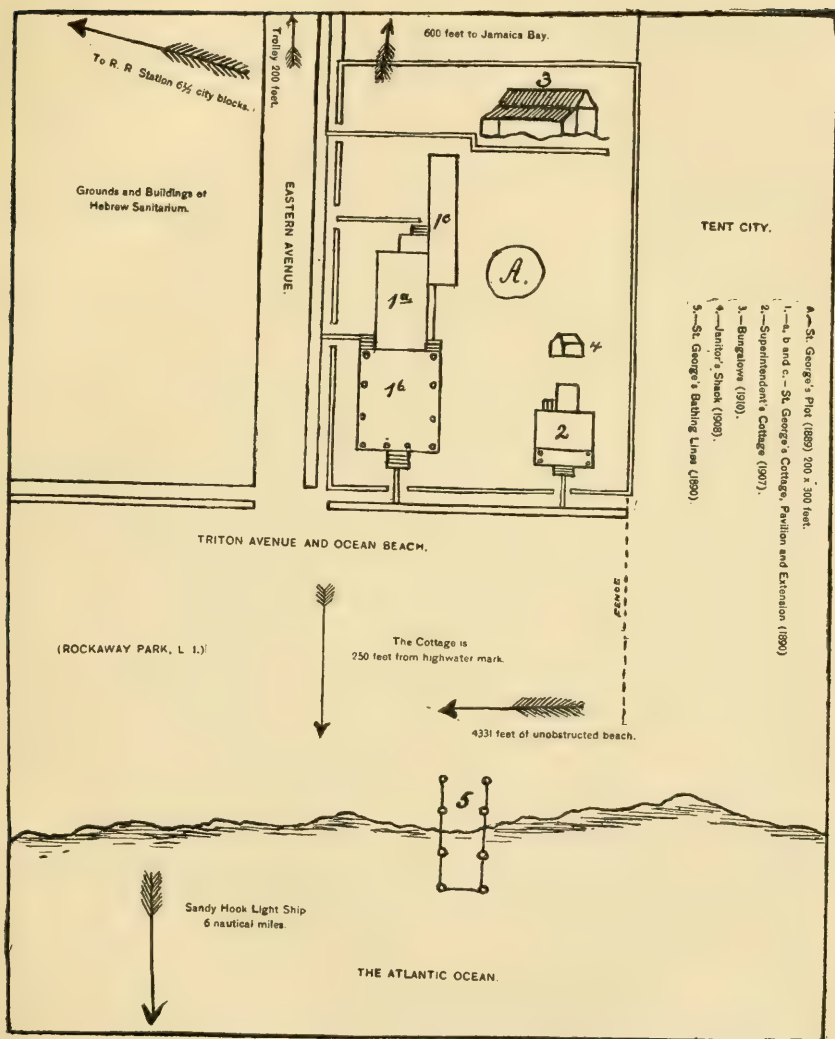 600 feet to Jamaica Bay.
Trolley 200 feet.
To R. R Station 6½ city blocks.
3
Grounds and Buildings of
Hebrew Sanitarium.
EASTERN AVENUE.
1c
TENT CITY.
A.
1a
4
1b
2
A.—St. George's Plot (1889) 200 x 300 feet.
1.—a, b and c.—St. George's Cottage, Pavilion and Extension (1890)
2.—Superintendent's Cottage (1907).
3.—Bungalows (1910).
4.—Janitor's Shack (1908).
5.—St. George's Bathing Lines (1890).
TRITON AVENUE AND OCEAN BEACH.
FENCE
(ROCKAWAY PARK, L I.)
The Cottage is
250 feet from highwater mark.
4331 feet of unobstructed beach.
5
Sandy Hook Light Ship
6 nautical miles.
THE ATLANTIC OCEAN.